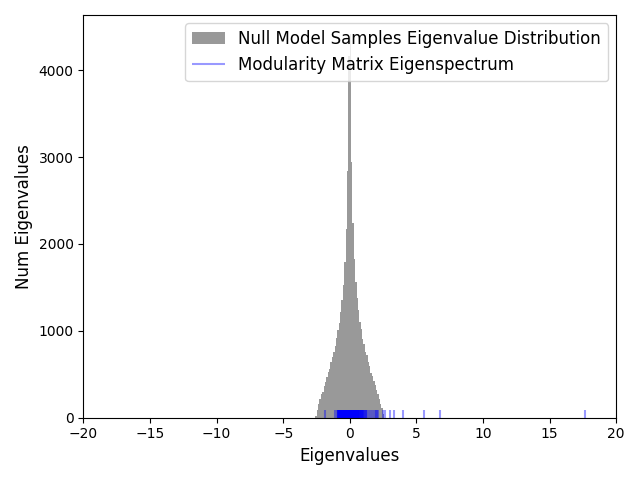 Null Model Samples Eigenvalue Distribution
Modularity Matrix Eigenspectrum
Num Eigenvalues
4000
3000
2000
1000
0
−20 −15 −10 −5 0 5 10 15 20
Eigenvalues